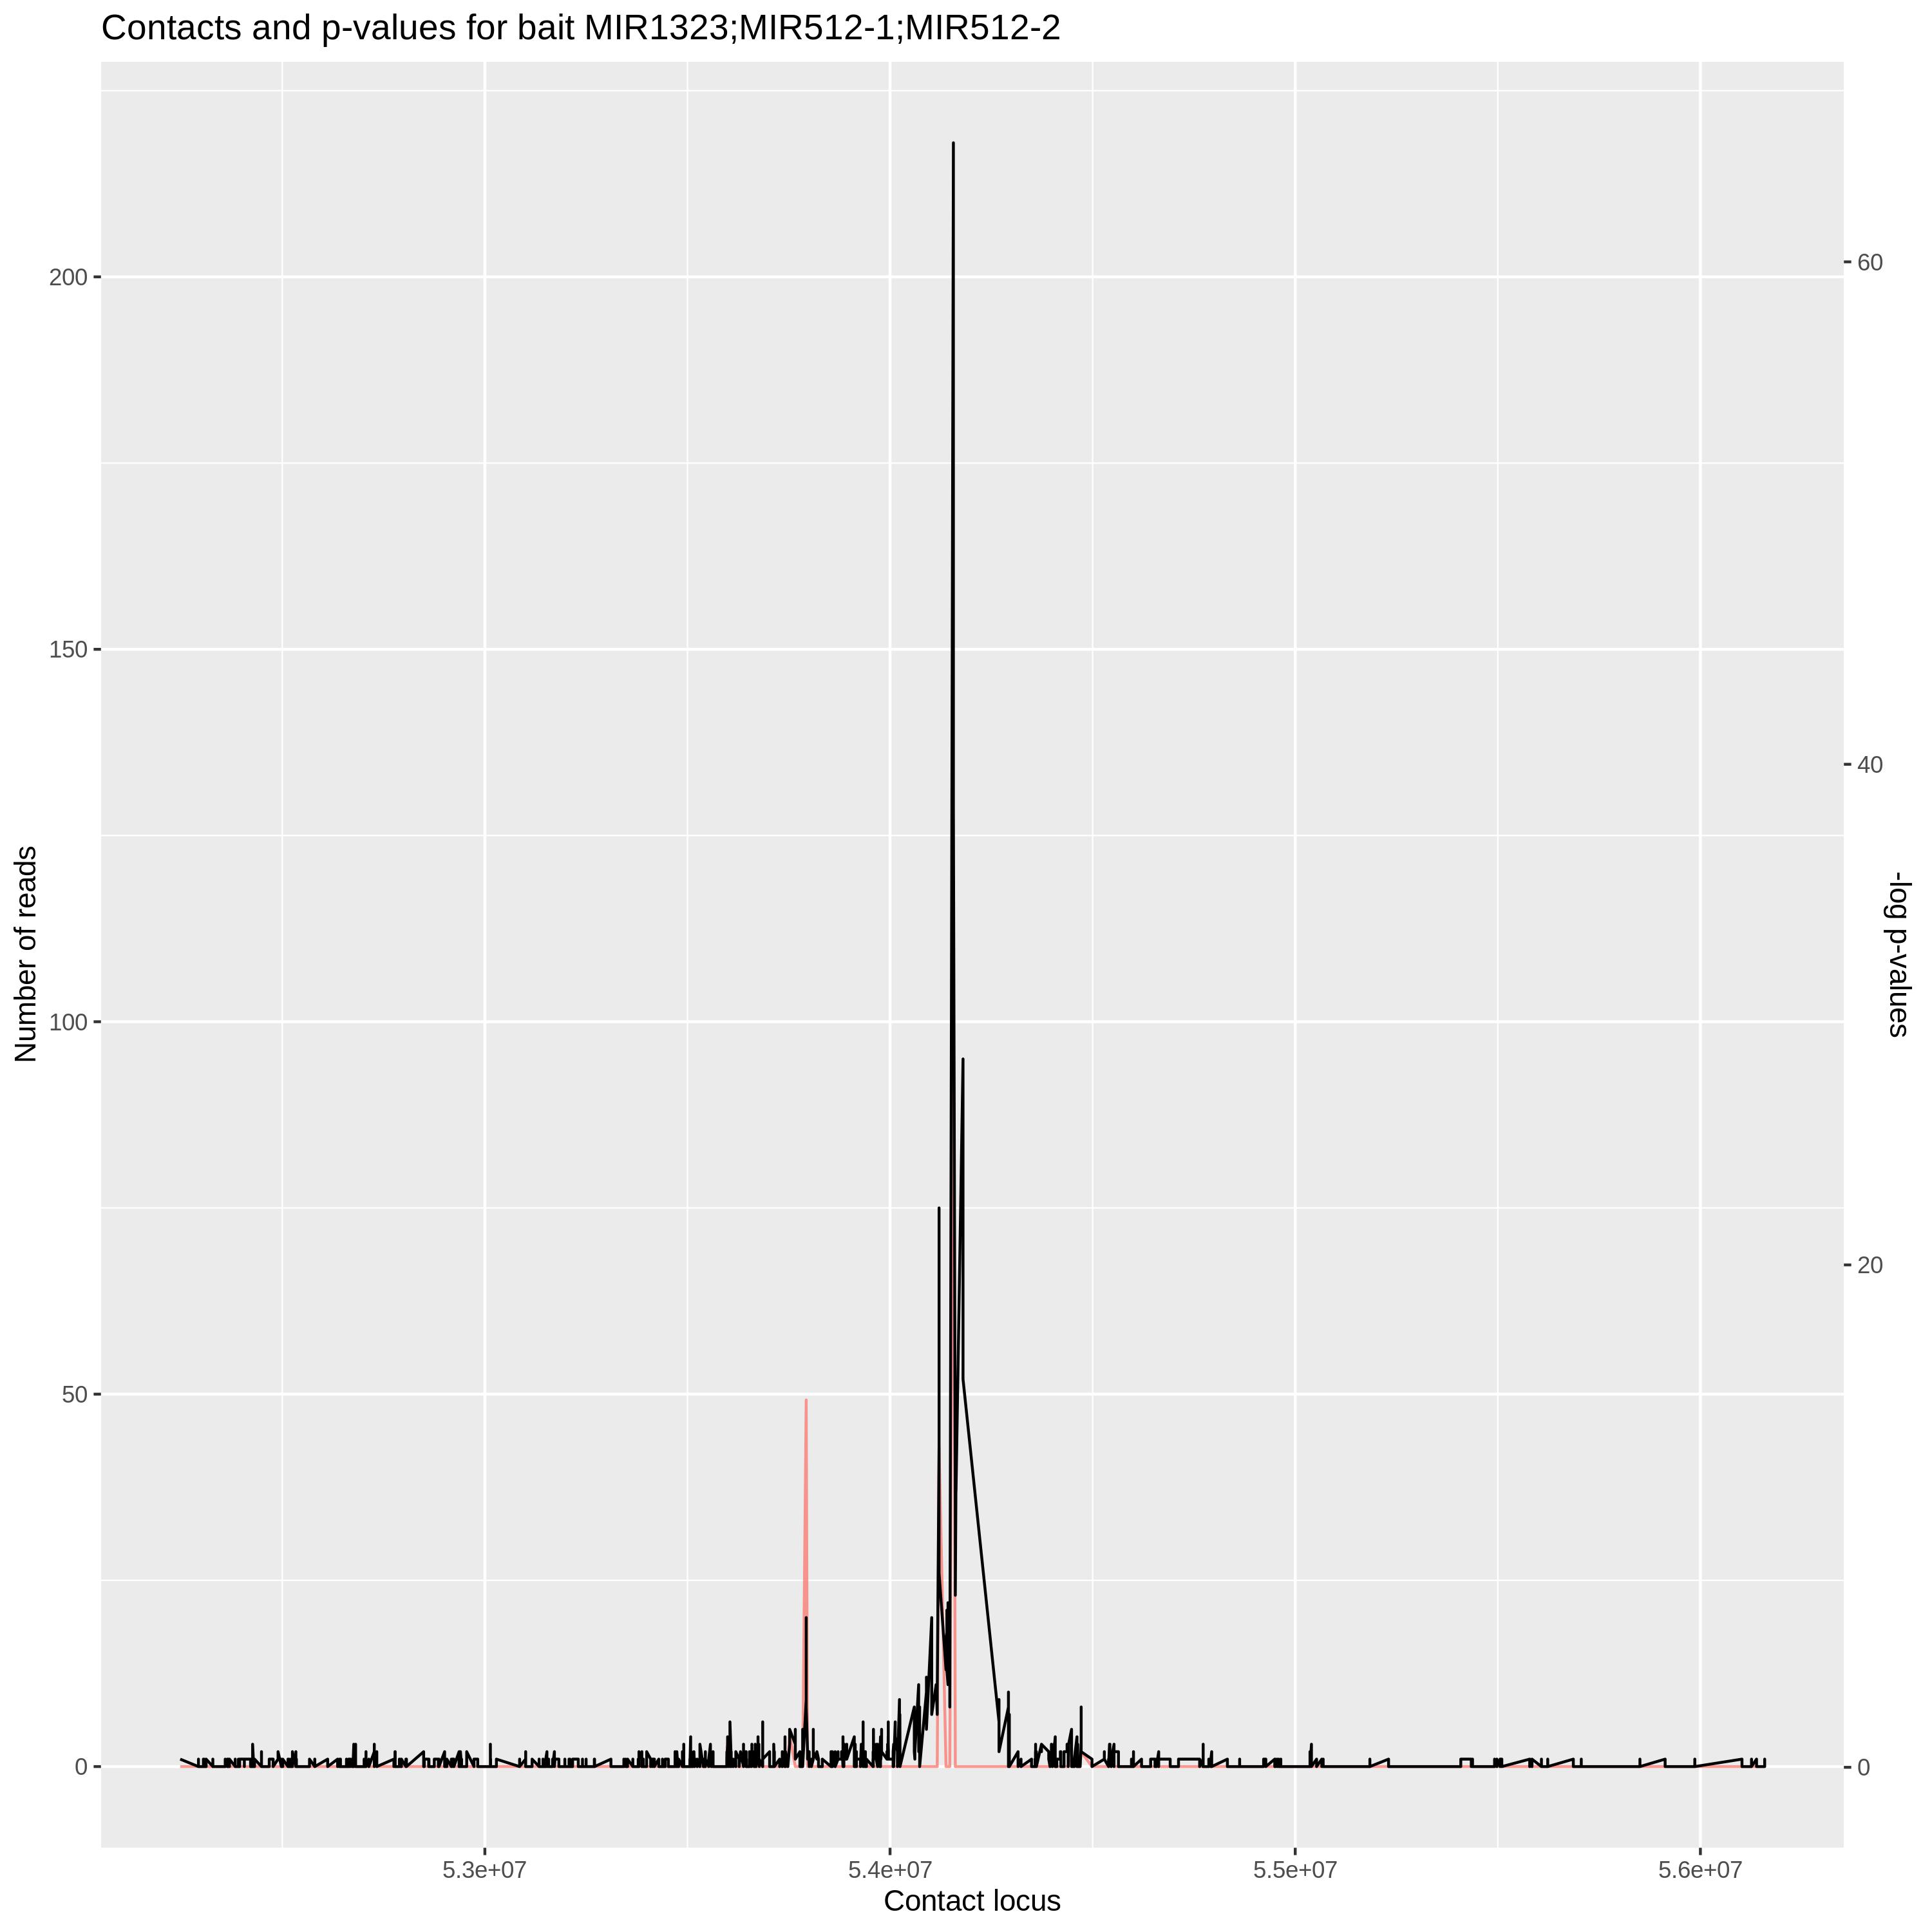 Contacts and p-values for bait MIR1323;MIR512-1;MIR512-2
200
150
100
50
0
Number of reads
60
40
20
0
-log p-values
5.3e+07
5.4e+07
5.5e+07
5.6e+07
Contact locus